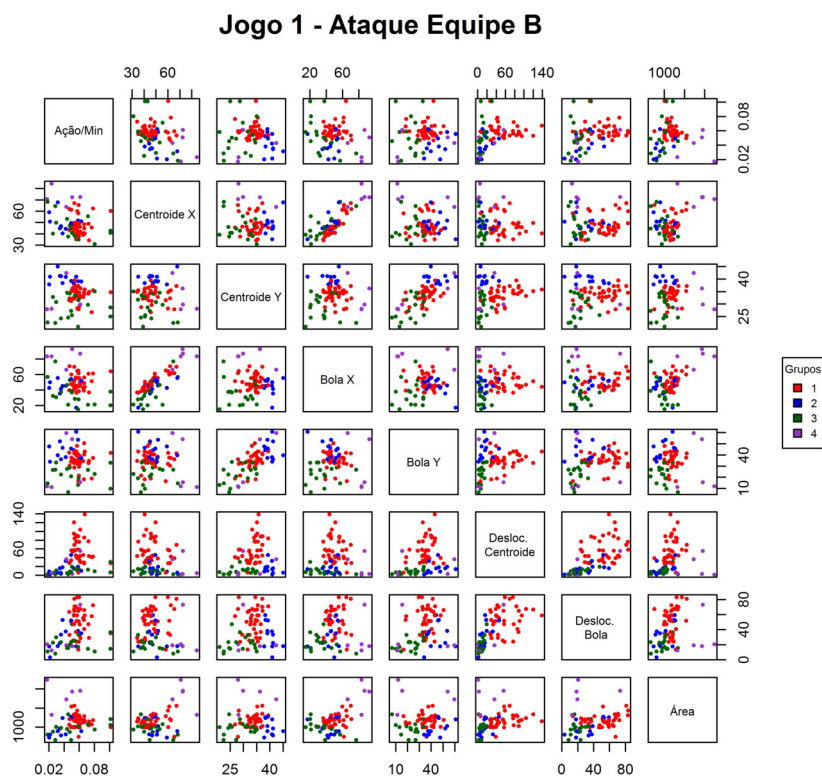 Jogo 1 - Ataque Equipe B
30 60
20 60
0 60 140
1000
Ação/Min
0.02 0.08
30 60
Centroide X
Centroide Y
25 40
20 60
Bola X
Grupos
1
2
3
4
Bola Y
10 40
0 60 140
Desloc.
Centroide
Desloc.
Bola
0 40 80
1000
Área
0.02 0.08
25 40
10 40
0 40 80